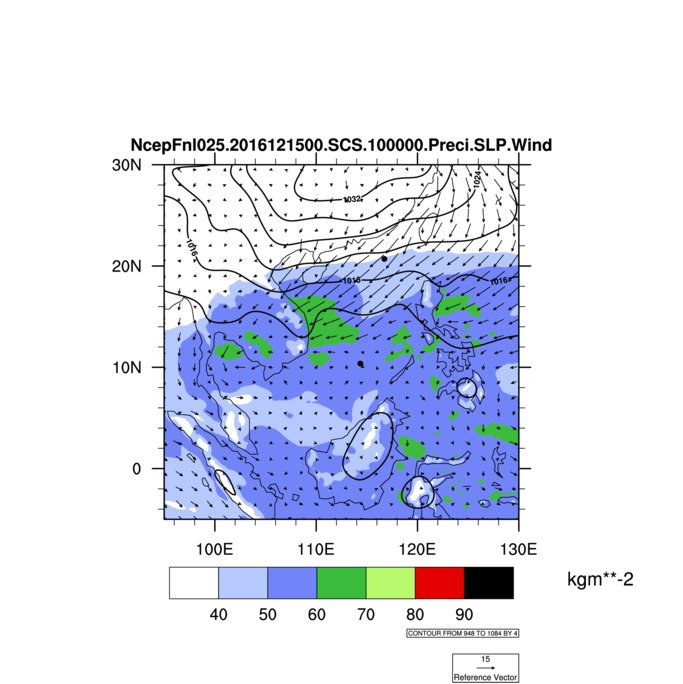 NcepFnl025.2016121500.SCS.100000.Preci.SLP.Wind
30N
1024
1032
1016
20N
1016
1016
10N
0
100E 110E 120E 130E
kgm**-2
40 50 60 70 80 90
CONTOUR FROM 948 TO 1084 BY 4
15
Reference Vector